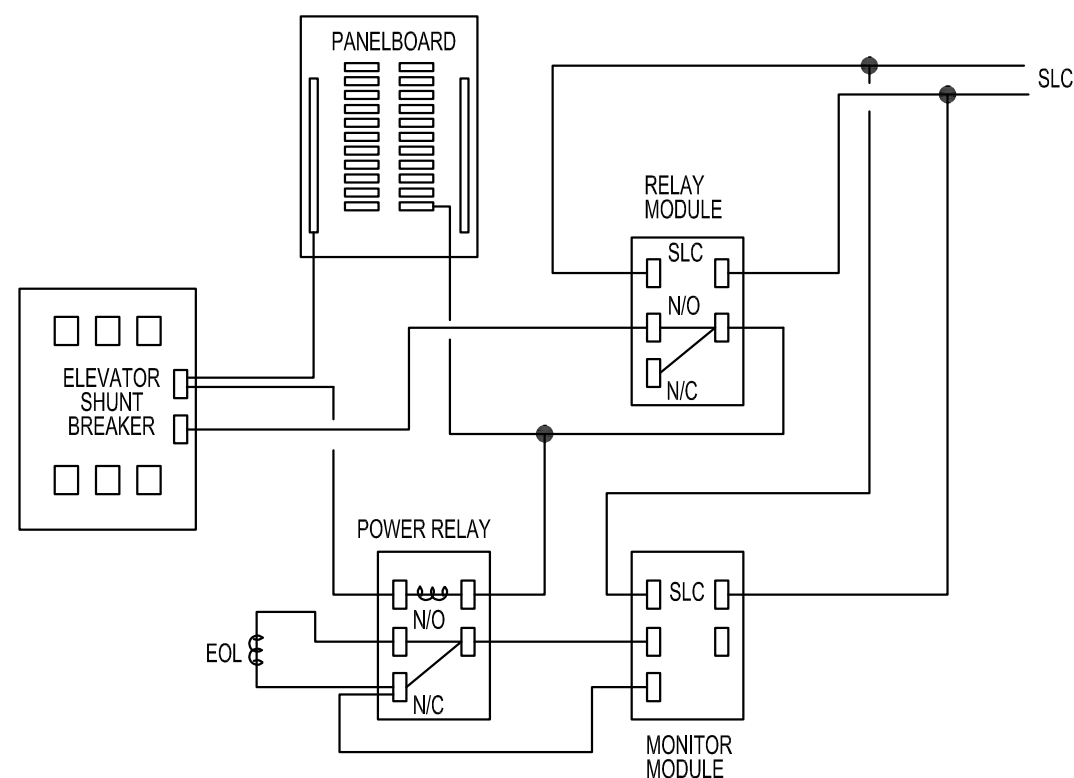 PANELBOARD
SLC
RELAY
MODULE
SLC
N/O
N/C
ELEVATOR
SHUNT
BREAKER
POWER RELAY
N/O
N/C
EOL
SLC
MONITOR
MODULE